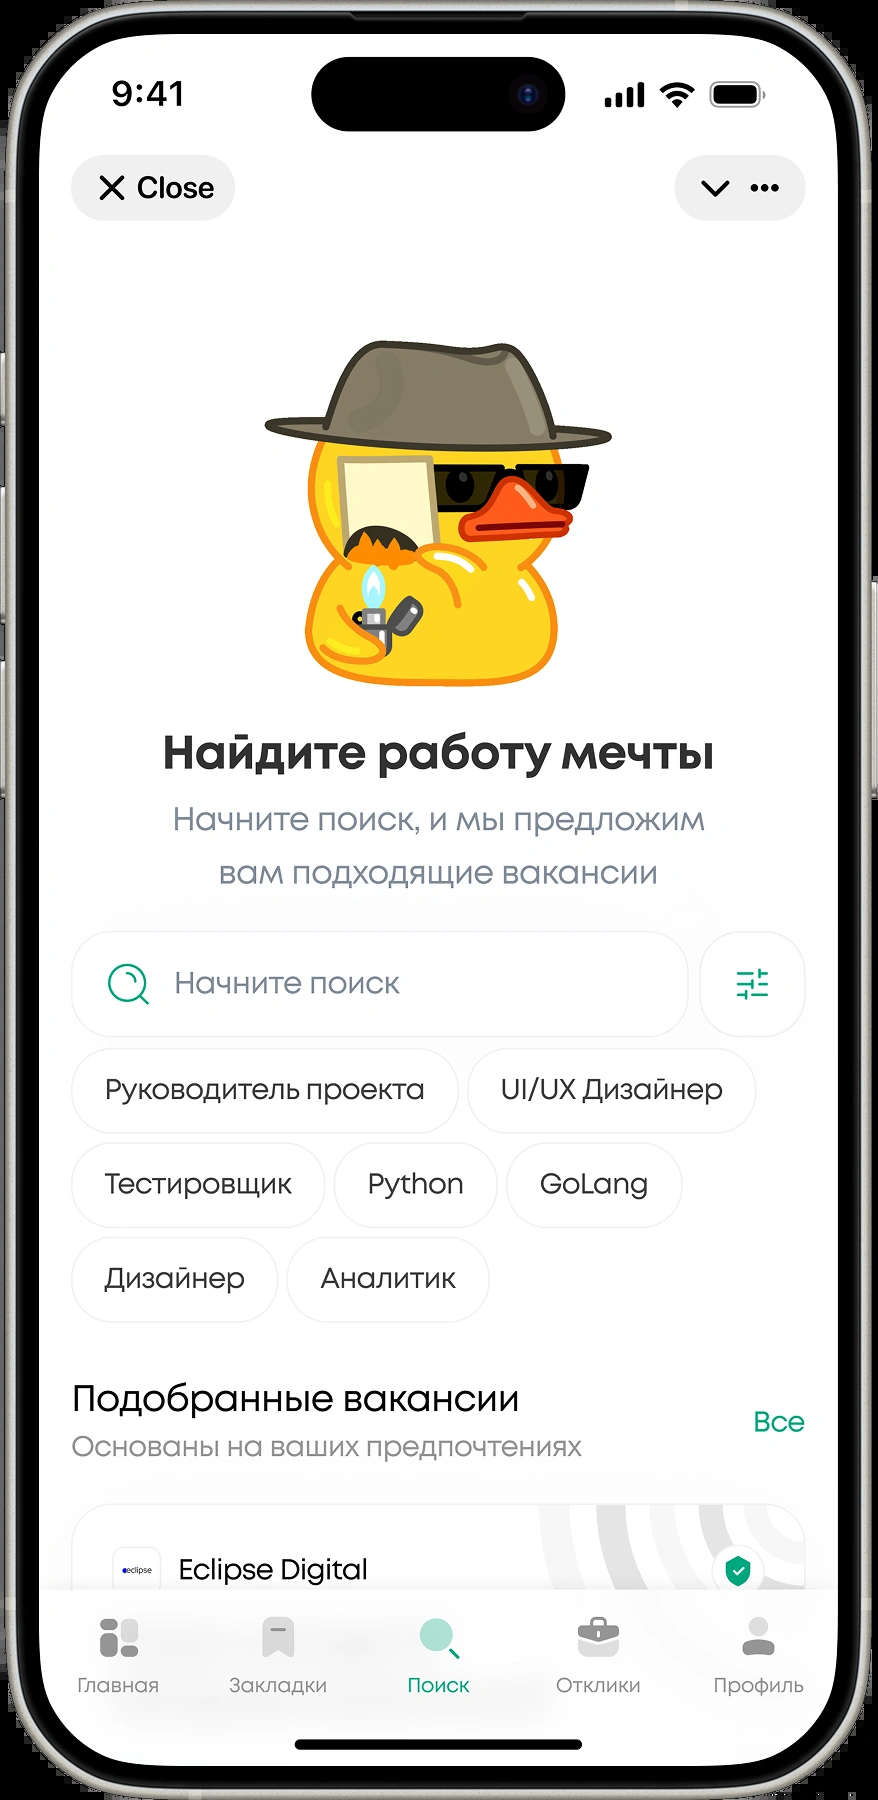 9:41
Close
Найдите работу мечты
Начните поиск, и мы предложим
вам подходящие вакансии
Начните поиск
Руководитель проекта
UI/UX Дизайнер
Тестировщик
Python
GoLang
Дизайнер
Аналитик
Подобранные вакансии
Все
Основаны на ваших предпочтениях
eclipse
Eclipse Digital
Главная
Закладки
Поиск
Отклики
Профиль